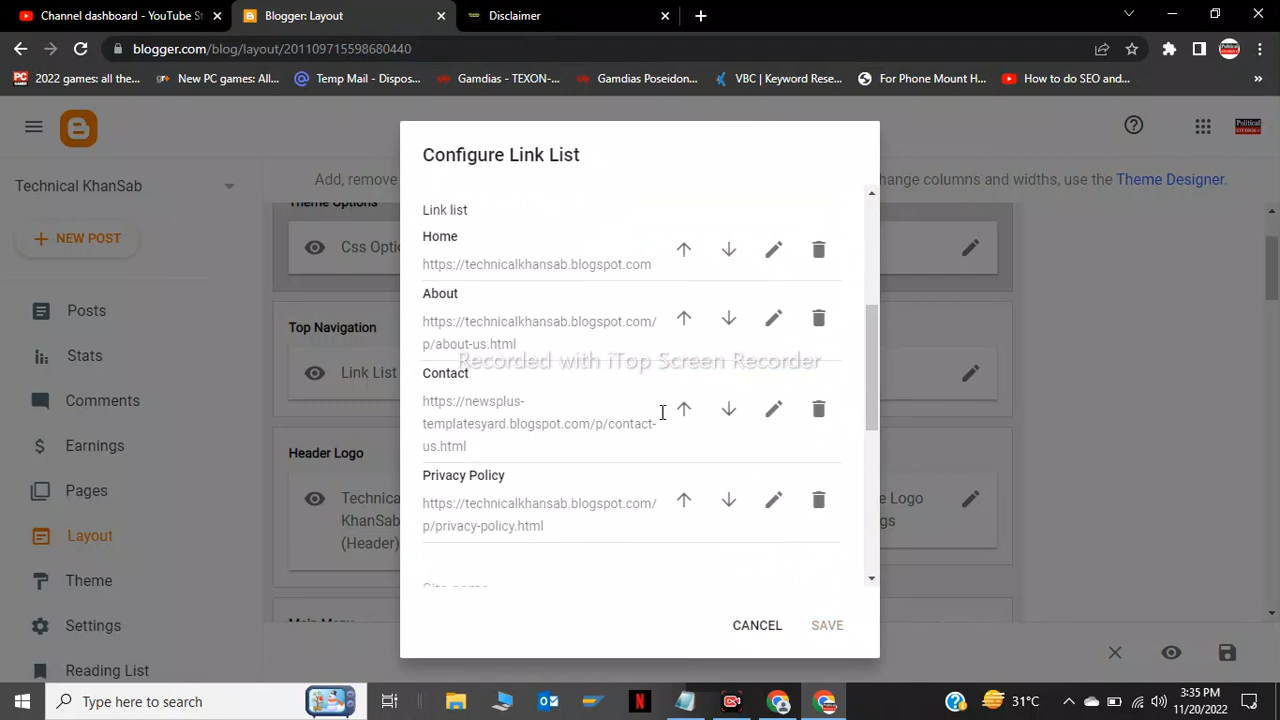 Channel dashboard - YouTube St
Blogger: Layout
Disclaimer
blogger.com/blog/layout/201109715598680440
2022 games: all the...
New PC games: All...
Temp Mail - Dispos...
Gamdias - TEXON-...
Gamdias Poseidon...
VBC | Keyword Rese...
For Phone Mount H...
How to do SEO and...
Configure Link List
Technical KhanSab
Add, remove
hange columns and widths, use the Theme Designer.
NEW POST
Theme Options
Css Optio
Link list
Home
https://technicalkhansab.blogspot.com
About
https://technicalkhansab.blogspot.com/
p/about-us.html
Recorded with iTop Screen Recorder
Contact
https://newsplus-
templatesyard.blogspot.com/p/contact-
us.html
Privacy Policy
https://technicalkhansab.blogspot.com/
p/privacy-policy.html
Site name
CANCEL
SAVE
Posts
Stats
Comments
Earnings
Pages
Layout
Theme
Settings
Reading List
Top Navigation
Link List
Header Logo
Technica
KhanSab
(Header)
e Logo
gs
Main Menu
Type here to search
31°C
3:35 PM
11/20/2022